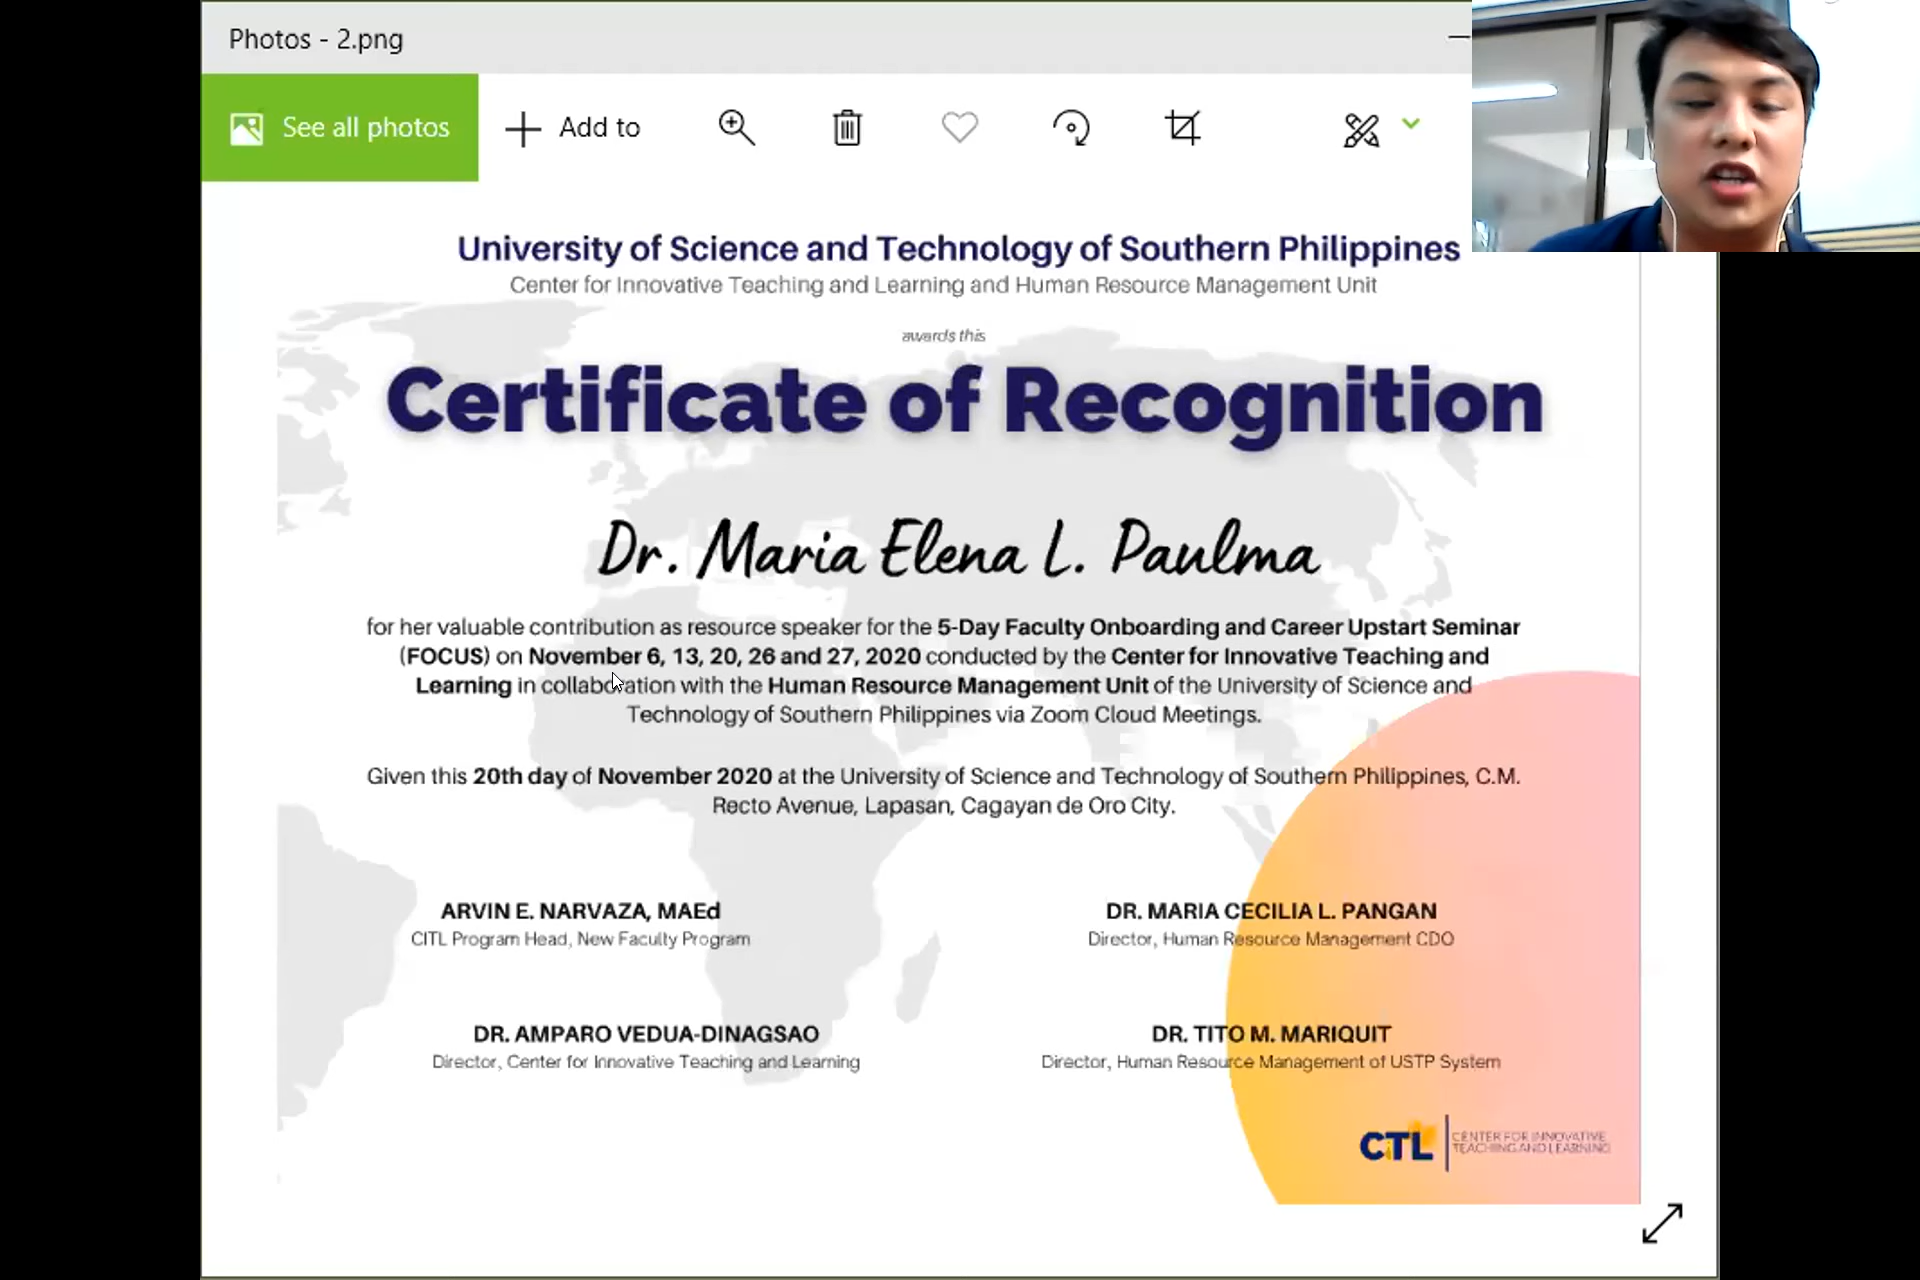 Photos - 2.png
See all photos
Add to
University of Science and Technology of Southern Philippines
Center for Innovative Teaching and Learning and Human Resource Management Unit
awards this
Certificate of Recognition
Dr. Maria Elena L. Paulma
for her valuable contribution as resource speaker for the 5-Day Faculty Onboarding and Career Upstart Seminar
(FOCUS) on November 6, 13, 20, 26 and 27, 2020 conducted by the Center for Innovative Teaching and
Learning in collaboration with the Human Resource Management Unit of the University of Science and
Technology of Southern Philippines via Zoom Cloud Meetings.
Given this 20th day of November 2020 at the University of Science and Technology of Southern Philippines, C.M.
Recto Avenue, Lapasan, Cagayan de Oro City.
ARVIN E. NARVAZA, MAEd
CITL Program Head, New Faculty Program
DR. MARIA CECILIA L. PANGAN
Director, Human Resource Management CDO
DR. AMPARO VEDUA-DINAGSAO
Director, Center for Innovative Teaching and Learning
DR. TITO M. MARIQUIT
Director, Human Resource Management of USTP System
CiTL
CENTER FOR INNOVATIVE
TEACHING AND LEARNING